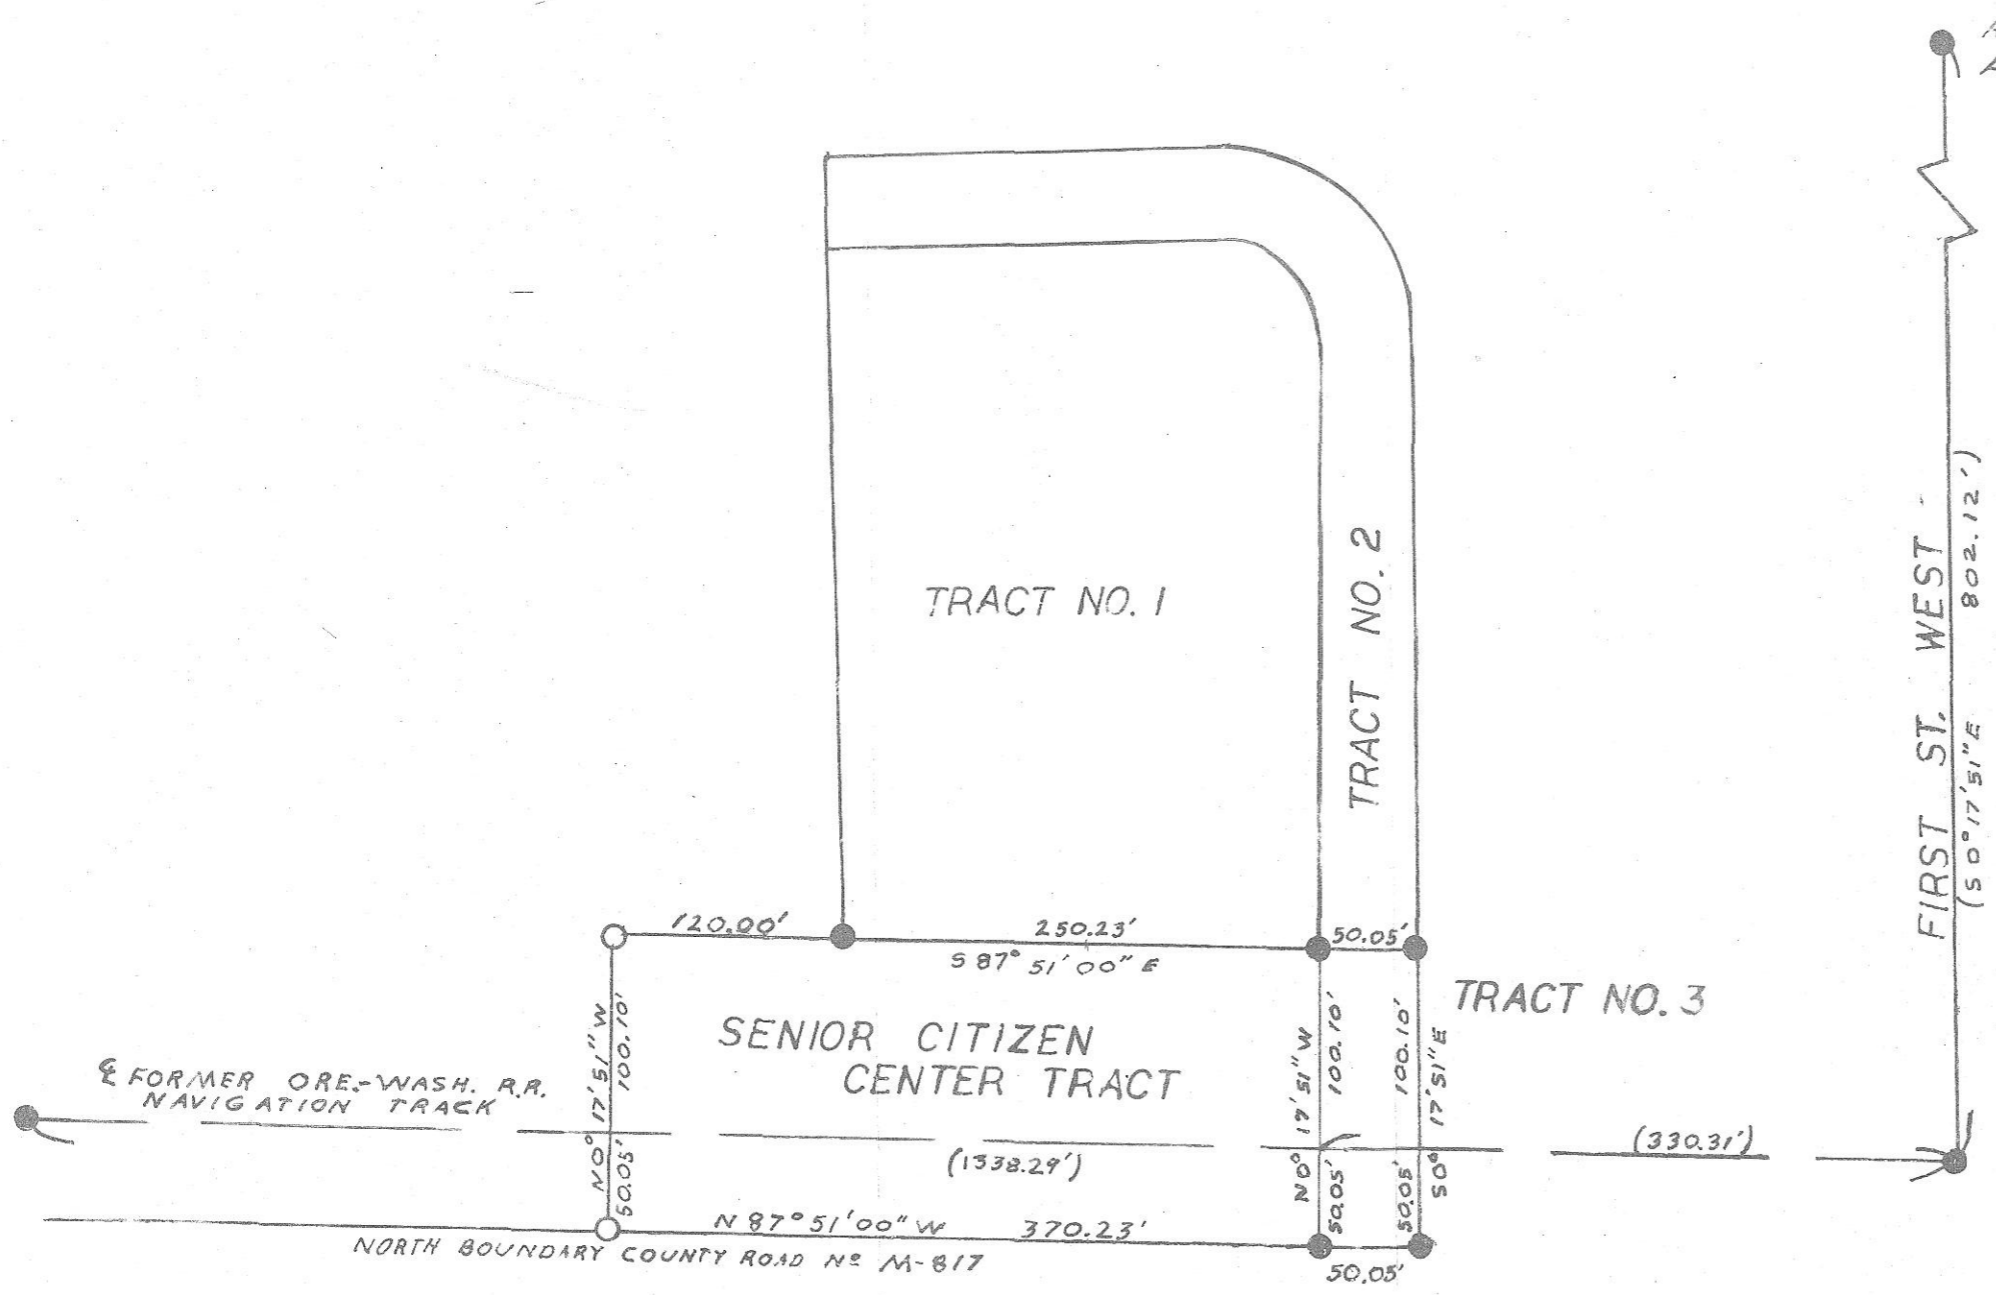 TRACT NO. 1
TRACT NO. 2
FIRST ST. WEST
(S 0° 17' 51" E 802.12')
120.00'
250.23'
50.05'
S 87° 51' 00" E
TRACT NO. 3
SENIOR CITIZEN
CENTER TRACT
N 0° 17' 51" W
50.05' 100.10'
N 0° 17' 51" W
50.05' 100.10'
50.05' 100.10'
S 0° 17' 51" E
℄ FORMER ORE.-WASH. R.R.
NAVIGATION TRACK
(1338.29')
(330.31')
N 87° 51' 00" W 370.23'
NORTH BOUNDARY COUNTY ROAD Nº M-817
50.05'